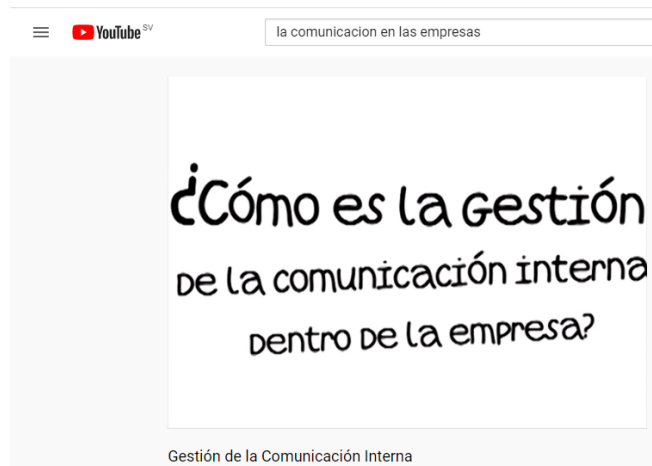 YouTube SV
la comunicacion en las empresas
¿Cómo es la Gestión
De la comunicación interna
Dentro De la empresa?
Gestión de la Comunicación Interna